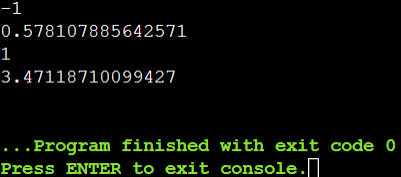 -1
0.578107885642571
1
3.47118710099427
...Program finished with exit code 0
Press ENTER to exit console.